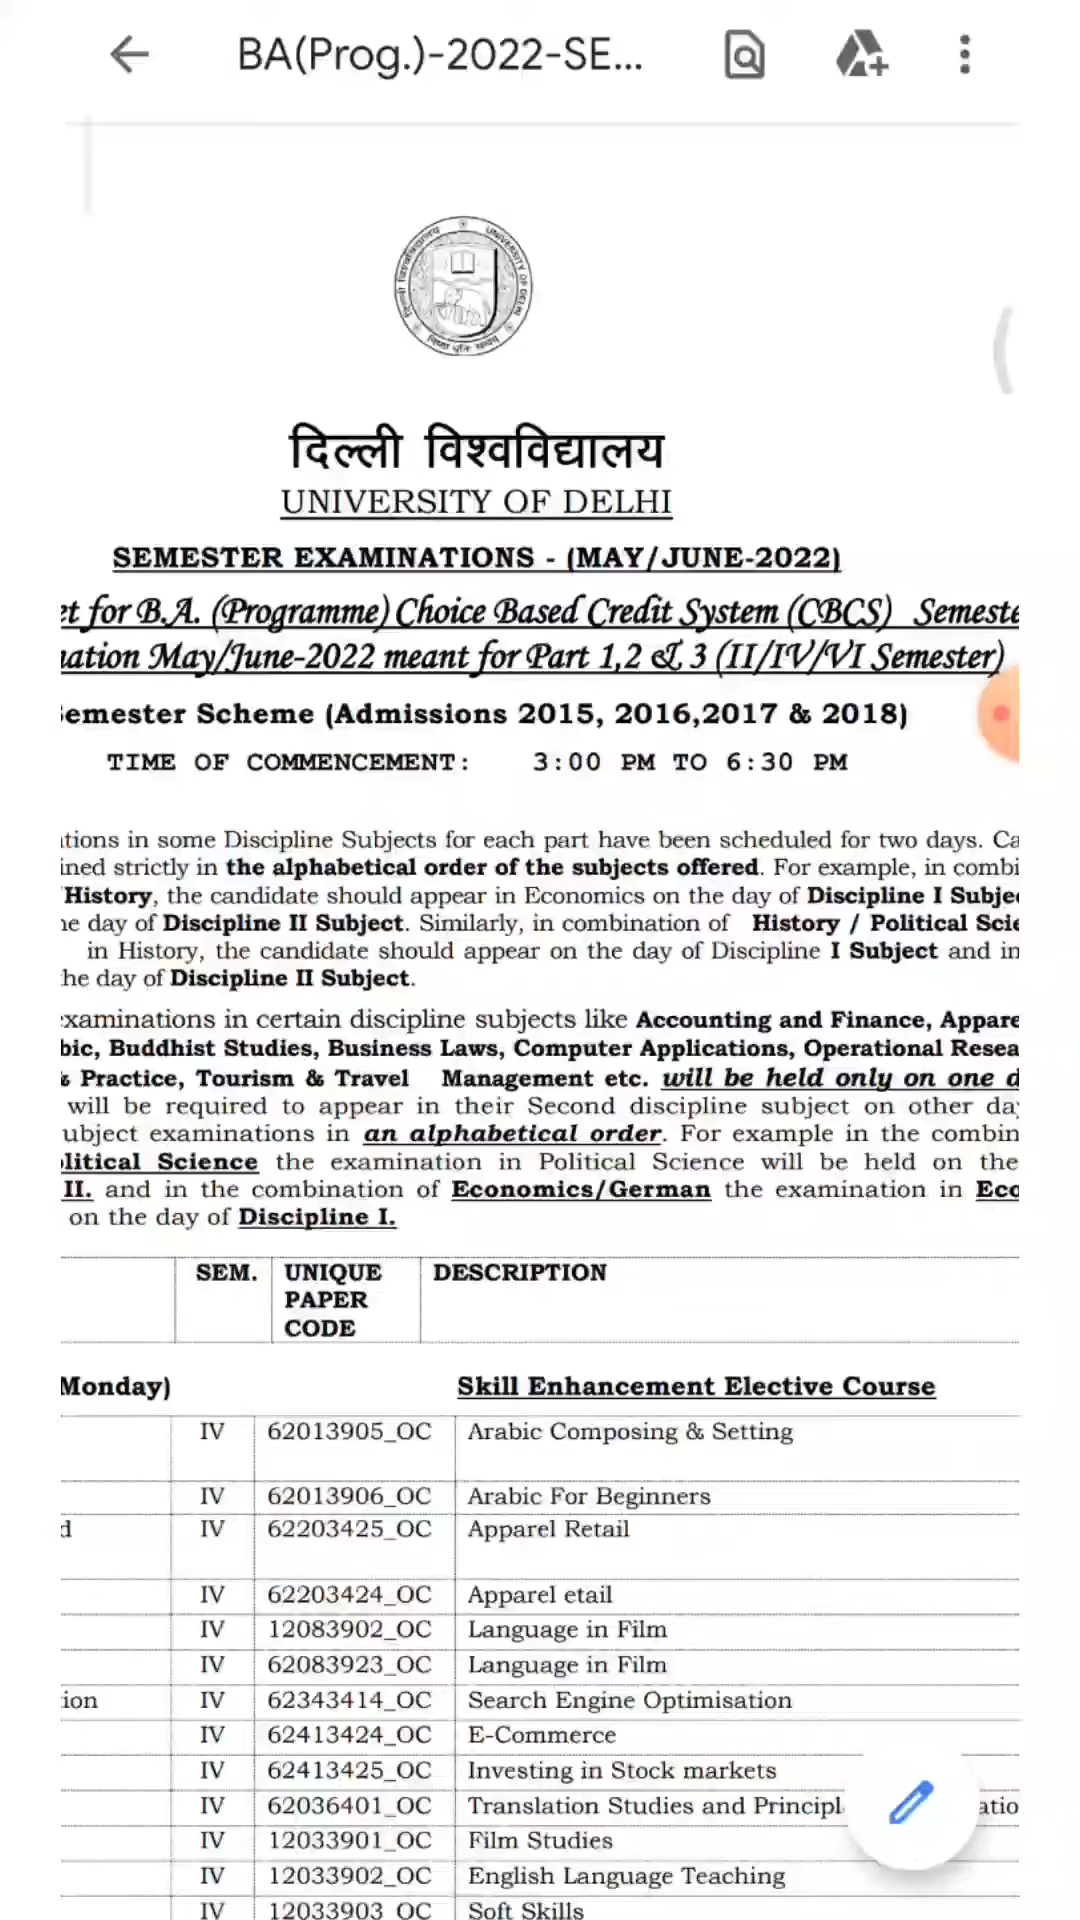 BA(Prog.)-2022-SE...
दिल्ली विश्वविद्यालय
UNIVERSITY OF DELHI
SEMESTER EXAMINATIONS - (MAY/JUNE-2022)
et for B.A. (Programme) Choice Based Credit System (CBCS) Semeste
nation May/June-2022 meant for Part 1,2 & 3 (II/IV/VI Semester)
Semester Scheme (Admissions 2015, 2016,2017 & 2018)
TIME OF COMMENCEMENT: 3:00 PM TO 6:30 PM
tions in some Discipline Subjects for each part have been scheduled for two days. Ca
ined strictly in the alphabetical order of the subjects offered. For example, in combi
History, the candidate should appear in Economics on the day of Discipline I Subje
he day of Discipline II Subject. Similarly, in combination of History / Political Scie
in History, the candidate should appear on the day of Discipline I Subject and in
he day of Discipline II Subject.
examinations in certain discipline subjects like Accounting and Finance, Appare
bic, Buddhist Studies, Business Laws, Computer Applications, Operational Resea
& Practice, Tourism & Travel Management etc. will be held only on one d
will be required to appear in their Second discipline subject on other da
ubject examinations in an alphabetical order. For example in the combin
litical Science the examination in Political Science will be held on the
II. and in the combination of Economics/German the examination in Eco
on the day of Discipline I.
SEM. UNIQUE PAPER CODE DESCRIPTION
Monday) Skill Enhancement Elective Course
IV 62013905_OC Arabic Composing & Setting
IV 62013906_OC Arabic For Beginners
d IV 62203425_OC Apparel Retail
IV 62203424_OC Apparel etail
IV 12083902_OC Language in Film
IV 62083923_OC Language in Film
ion IV 62343414_OC Search Engine Optimisation
IV 62413424_OC E-Commerce
IV 62413425_OC Investing in Stock markets
IV 62036401_OC Translation Studies and Principl atio
IV 12033901_OC Film Studies
IV 12033902_OC English Language Teaching
IV 12033903_OC Soft Skills